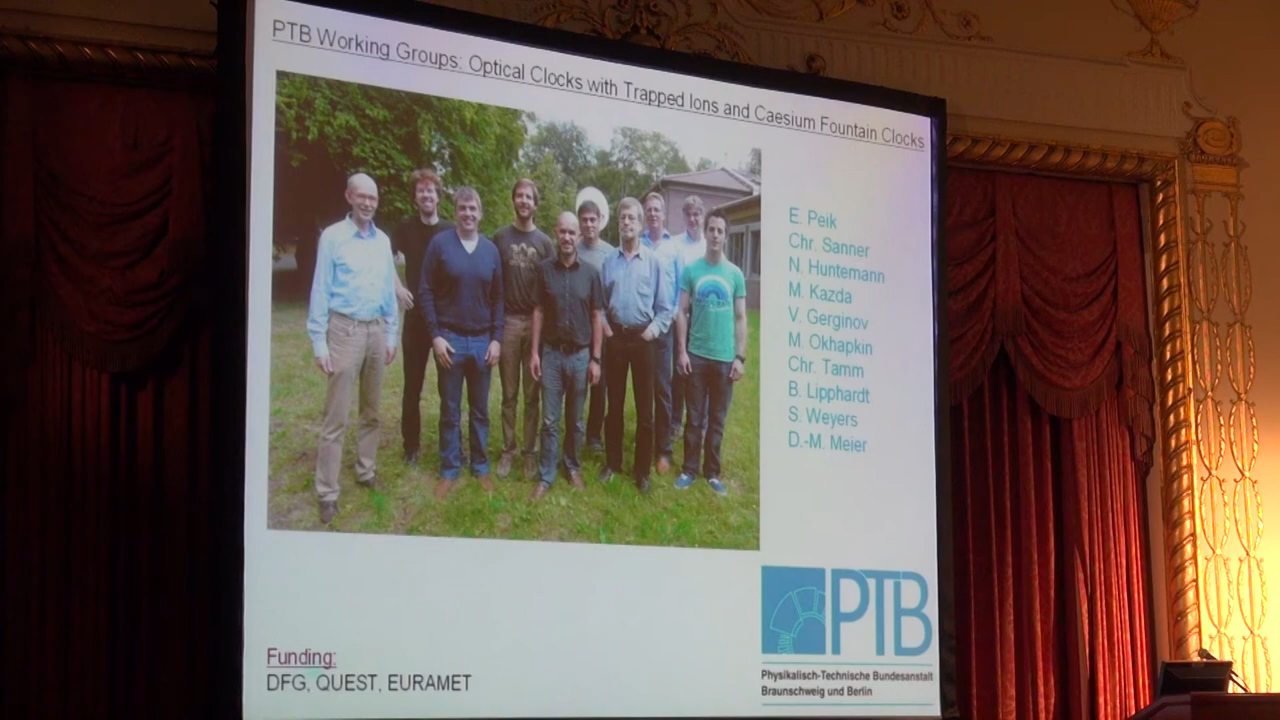 PTB Working Groups: Optical Clocks with Trapped Ions and Caesium Fountain Clocks
E. Peik
Chr. Sanner
N. Huntemann
M. Kazda
V. Gerginov
M. Okhapkin
Chr. Tamm
B. Lipphardt
S. Weyers
D.-M. Meier
PTB
Physikalisch-Technische Bundesanstalt
Braunschweig und Berlin
Funding:
DFG, QUEST, EURAMET